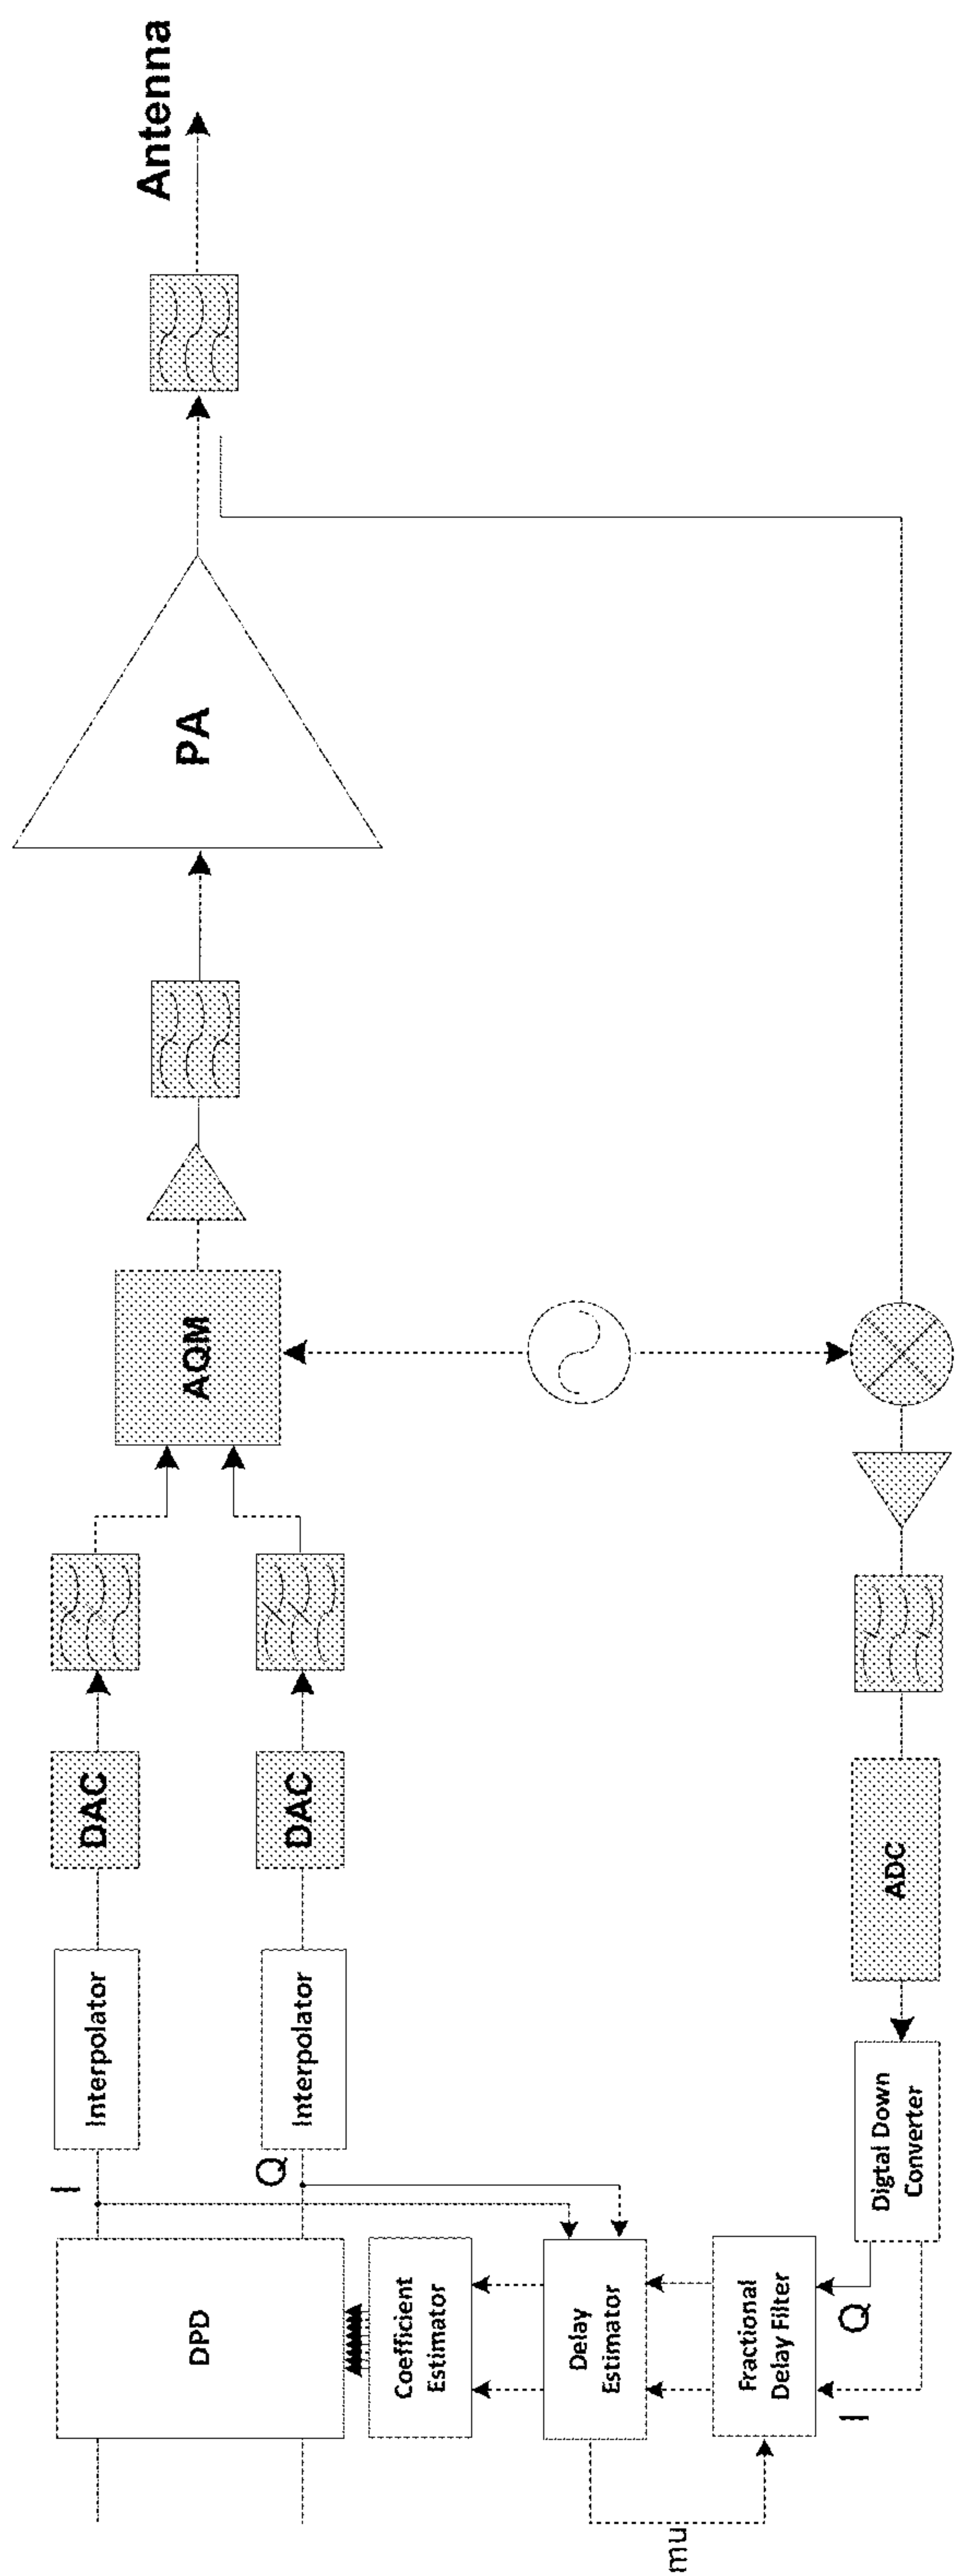 Antenna
PA
AQM
DAC
DAC
Interpolator
Interpolator
I
Q
DPD
Coefficient
Estimator
Delay
Estimator
Fractional
Delay Filter
Digtal Down
Converter
ADC
Q
I
mu